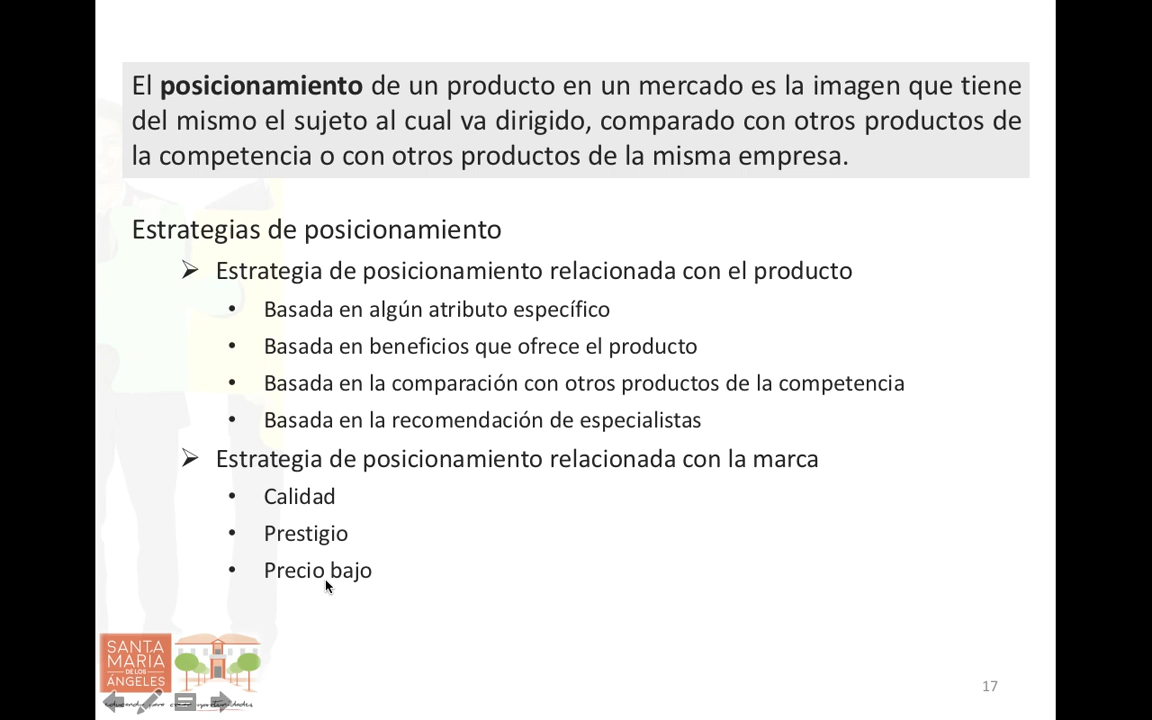 El posicionamiento de un producto en un mercado es la imagen que tiene
del mismo el sujeto al cual va dirigido, comparado con otros productos de
la competencia o con otros productos de la misma empresa.
Estrategias de posicionamiento
➢ Estrategia de posicionamiento relacionada con el producto
• Basada en algún atributo específico
• Basada en beneficios que ofrece el producto
• Basada en la comparación con otros productos de la competencia
• Basada en la recomendación de especialistas
➢ Estrategia de posicionamiento relacionada con la marca
• Calidad
• Prestigio
• Precio bajo
SANTA
MARIA
DE LOS
ÁNGELES
17